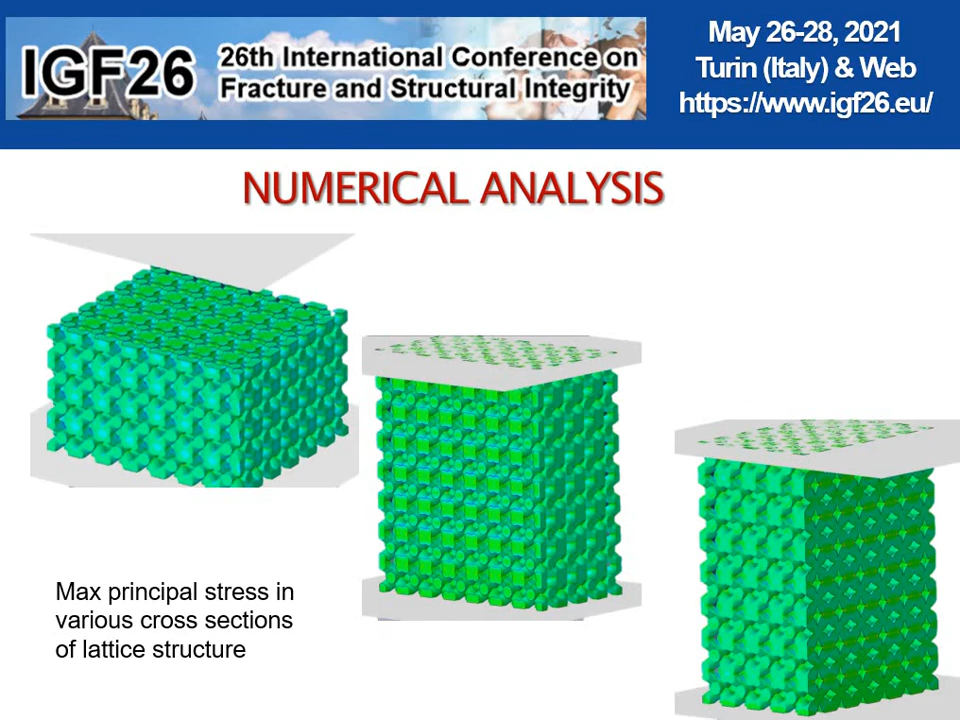 IGF26
26th International Conference on
Fracture and Structural Integrity
May 26-28, 2021
Turin (Italy) & Web
https://www.igf26.eu/
NUMERICAL ANALYSIS
Max principal stress in
various cross sections
of lattice structure